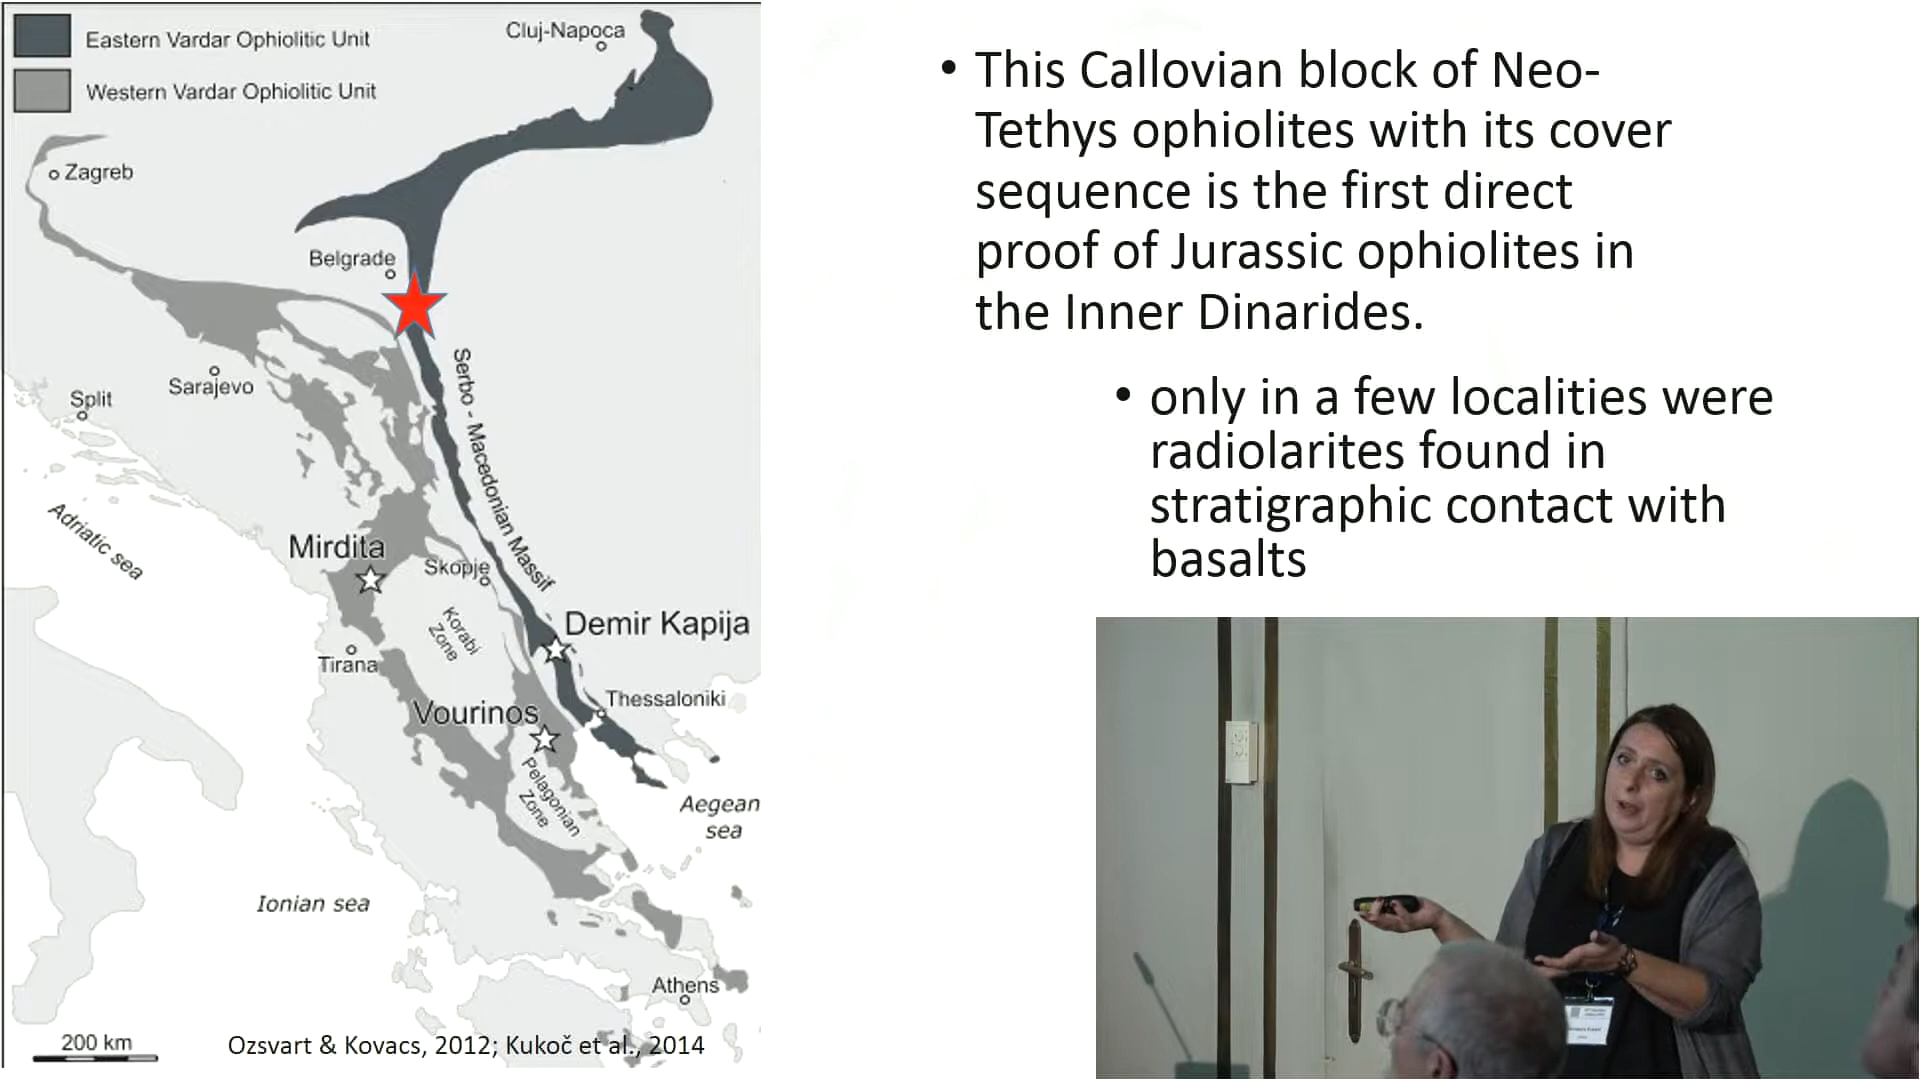 Eastern Vardar Ophiolitic Unit
Western Vardar Ophiolitic Unit
Cluj-Napoca
Zagreb
Belgrade
Sarajevo
Split
Serbo - Macedonian Massif
Adriatic sea
Mirdita
Skopje
Korabi
Zone
Demir Kapija
Tirana
Thessaloniki
Vourinos
Pelagonian
Zone
Aegean
sea
Ionian sea
Athens
200 km
Ozsvart & Kovacs, 2012; Kukoč et al., 2014
• This Callovian block of Neo-
Tethys ophiolites with its cover
sequence is the first direct
proof of Jurassic ophiolites in
the Inner Dinarides.
• only in a few localities were
radiolarites found in
stratigraphic contact with
basalts